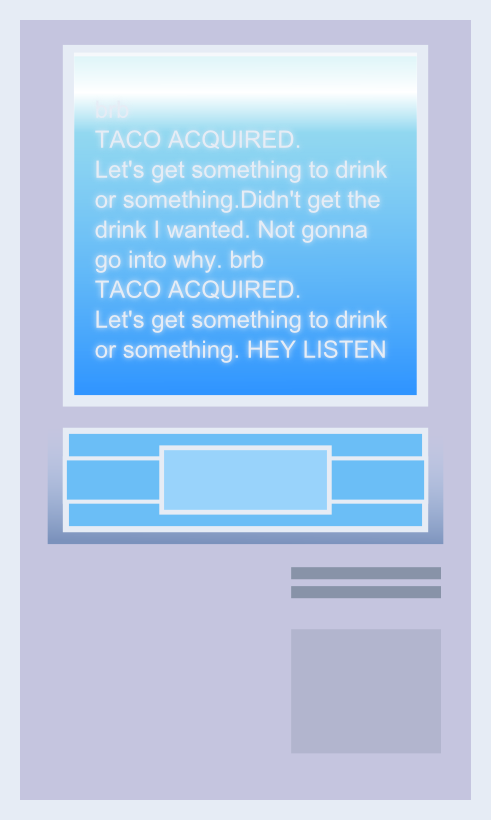 brb
TACO ACQUIRED.
Let's get something to drink
or something.Didn't get the
drink I wanted. Not gonna
go into why. brb
TACO ACQUIRED.
Let's get something to drink
or something. HEY LISTEN